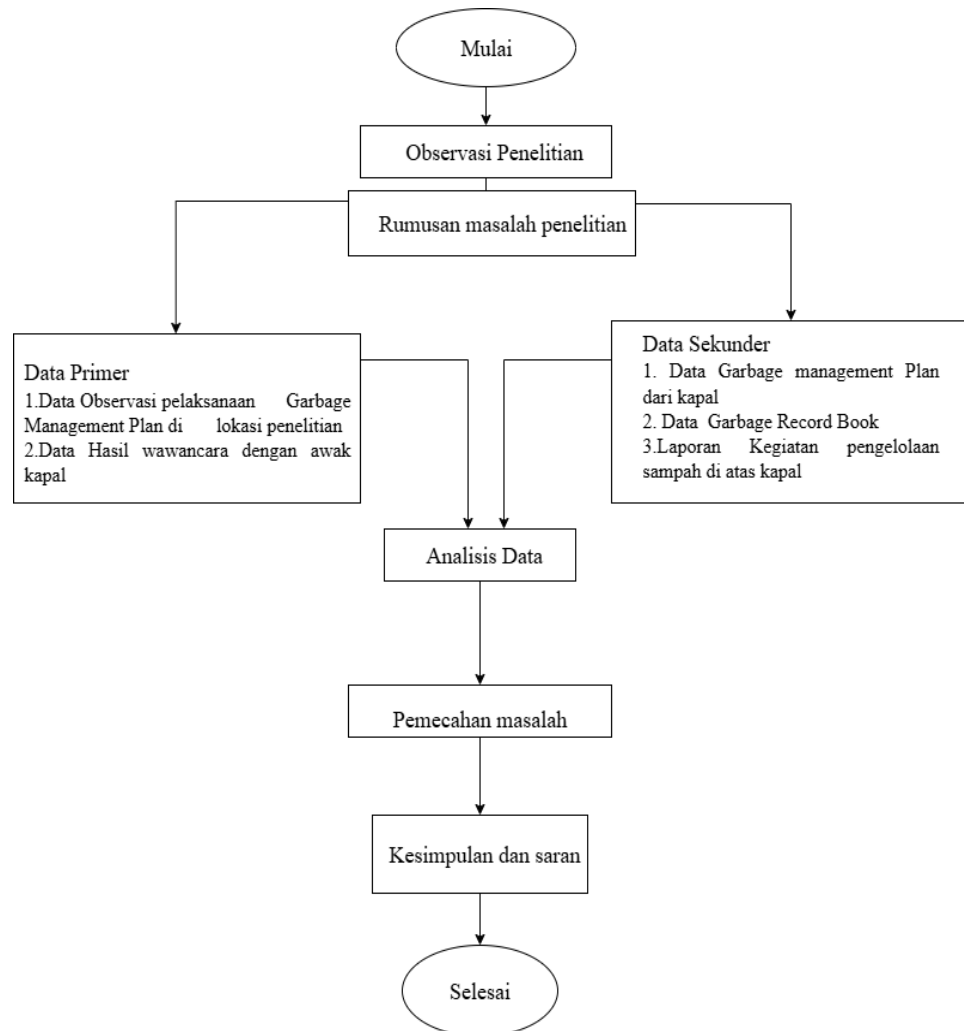 Mulai
Observasi Penelitian
Rumusan masalah penelitian
Data Primer
1.Data Observasi pelaksanaan Garbage
Management Plan di lokasi penelitian
2.Data Hasil wawancara dengan awak
kapal
Data Sekunder
1. Data Garbage management Plan
dari kapal
2. Data Garbage Record Book
3.Laporan Kegiatan pengelolaan
sampah di atas kapal
Analisis Data
Pemecahan masalah
Kesimpulan dan saran
Selesai